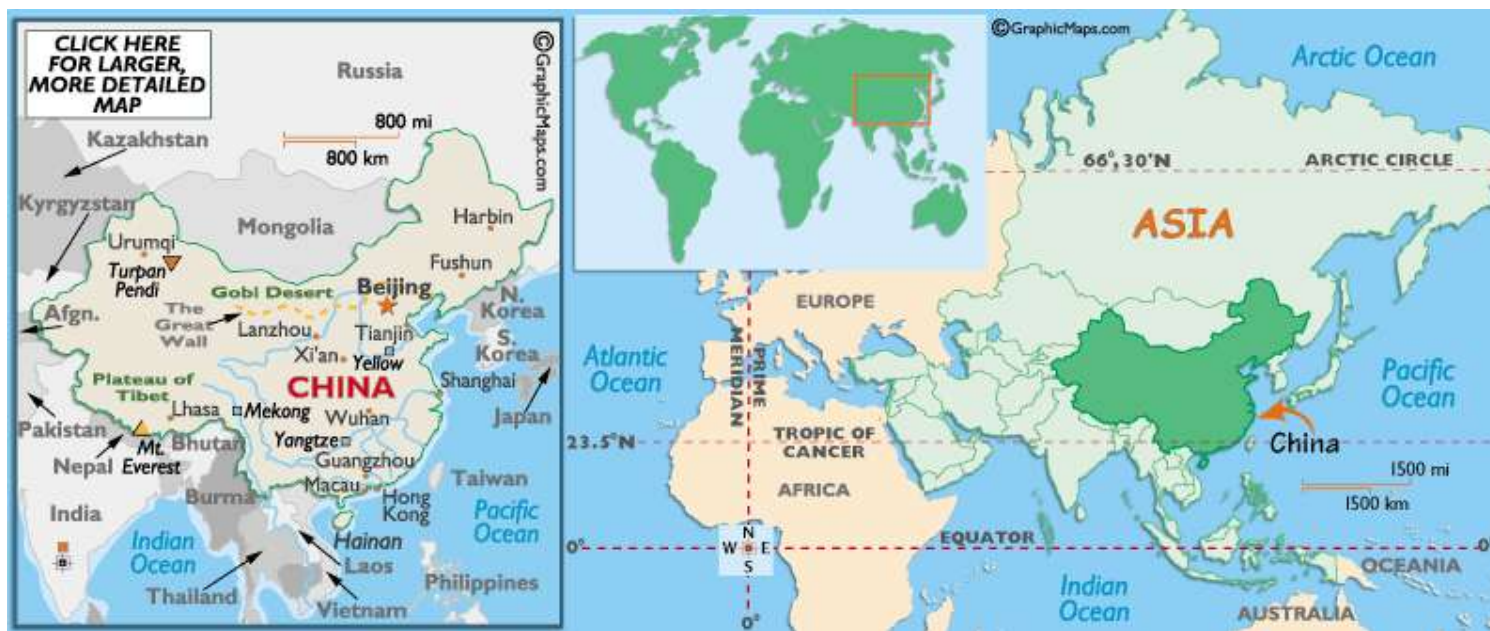 CLICK HERE
FOR LARGER,
MORE DETAILED
MAP
©GraphicMaps.com
Russia
800 mi
800 km
Kazakhstan
Kyrgyzstan
Mongolia
Harbin
Urumqi
Turpan
Pendi
Fushun
Gobi Desert
Beijing
The
Great
Wall
Afgn.
N.
Korea
Lanzhou
Tianjin
S.
Korea
Xi'an
Yellow
CHINA
Plateau of
Tibet
Shanghai
Lhasa
Mekong
Wuhan
Japan
Pakistan
Bhutan
Yangtze
Nepal
Mt.
Everest
Guangzhou
Taiwan
Burma
Macau
Hong
Kong
India
Pacific
Ocean
Indian
Ocean
Hainan
Laos
Thailand
Vietnam
Philippines
©GraphicMaps.com
Arctic Ocean
66°, 30'N
ARCTIC CIRCLE
ASIA
EUROPE
Atlantic
Ocean
MERIDIAN
PRIME
Pacific
Ocean
China
23.5°N
TROPIC OF
CANCER
AFRICA
1500 mi
1500 km
EQUATOR
0°
N
W E
S
0
OCEANIA
Indian
Ocean
AUSTRALIA
0°